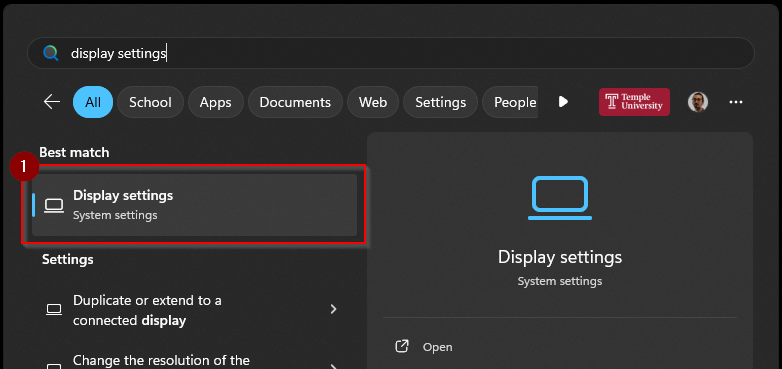 display settings
All School Apps Documents Web Settings People
Temple
University
Best match
1
Display settings
System settings
Settings
Duplicate or extend to a
connected display
Change the resolution of the
Display settings
System settings
Open